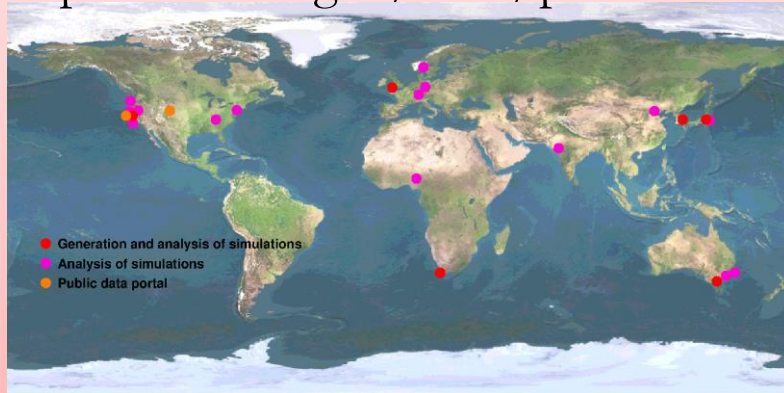 Generation and analysis of simulations
Analysis of simulations
Public data portal